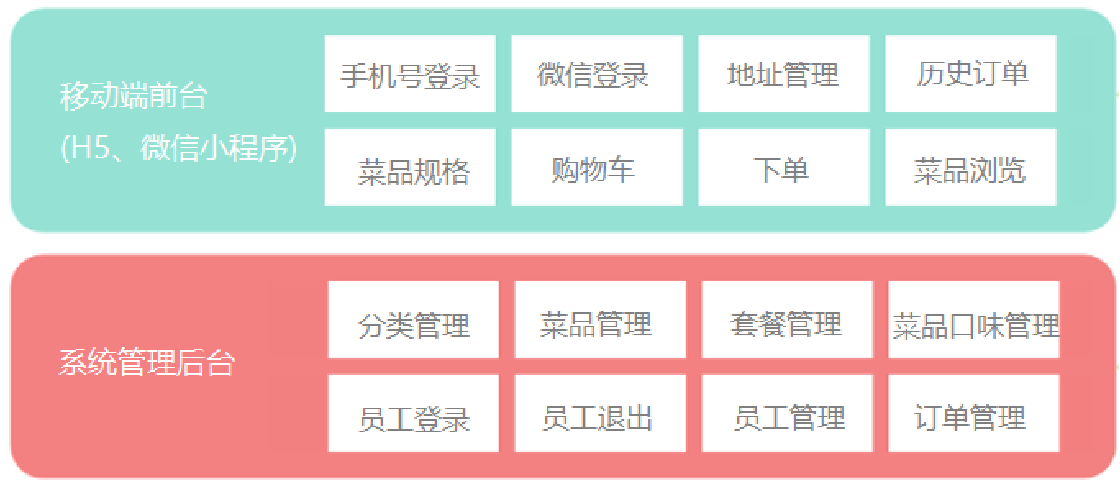 移动端前台
(H5、微信小程序)
手机号登录
微信登录
地址管理
历史订单
菜品规格
购物车
下单
菜品浏览
系统管理后台
分类管理
菜品管理
套餐管理
菜品口味管理
员工登录
员工退出
员工管理
订单管理